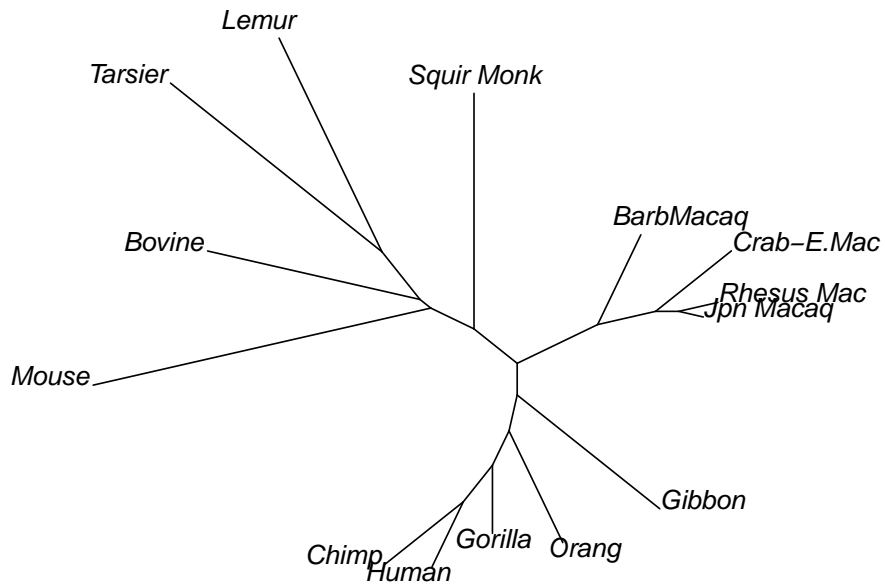 Lemur
Tarsier
Squir Monk
BarbMacaq
Bovine
Crab−E.Mac
Rhesus Mac
Jpn Macaq
Mouse
Gibbon
Gorilla
Orang
Chimp
Human